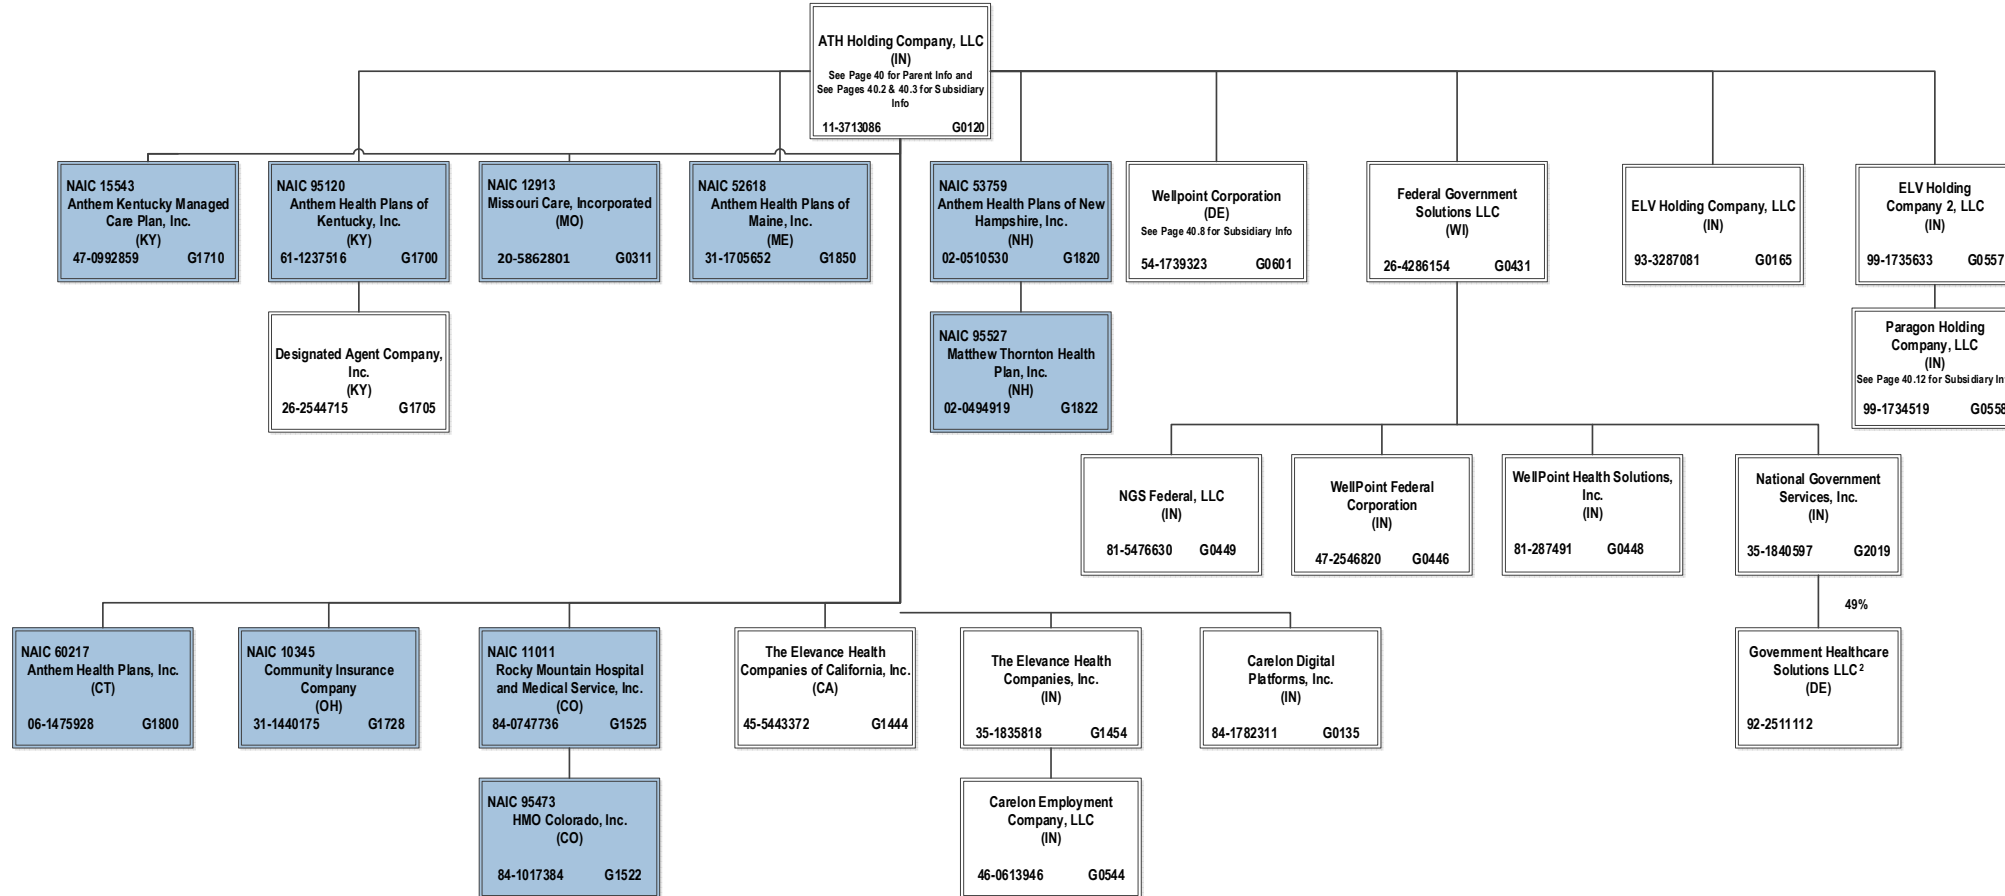 ATH Holding Company, LLC
(IN)
See Page 40 for Parent Info and
See Pages 40.2 & 40.3 for Subsidiary
Info
11-3713086 G0120
NAIC 15543
Anthem Kentucky Managed
Care Plan, Inc.
(KY)
47-0992859 G1710
NAIC 95120
Anthem Health Plans of
Kentucky, Inc.
(KY)
61-1237516 G1700
NAIC 12913
Missouri Care, Incorporated
(MO)
20-5862801 G0311
NAIC 52618
Anthem Health Plans of
Maine, Inc.
(ME)
31-1705652 G1850
NAIC 53759
Anthem Health Plans of New
Hampshire, Inc.
(NH)
02-0510530 G1820
Wellpoint Corporation
(DE)
See Page 40.8 for Subsidiary Info
54-1739323 G0601
Federal Government
Solutions LLC
(WI)
26-4286154 G0431
ELV Holding Company, LLC
(IN)
93-3287081 G0165
ELV Holding
Company 2, LLC
(IN)
99-1735633 G0557
Designated Agent Company,
Inc.
(KY)
26-2544715 G1705
NAIC 95527
Matthew Thornton Health
Plan, Inc.
(NH)
02-0494919 G1822
Paragon Holding
Company, LLC
(IN)
See Page 40.12 for Subsidiary In
99-1734519 G0558
NGS Federal, LLC
(IN)
81-5476630 G0449
WellPoint Federal
Corporation
(IN)
47-2546820 G0446
WellPoint Health Solutions,
Inc.
(IN)
81-287491 G0448
National Government
Services, Inc.
(IN)
35-1840597 G2019
49%
NAIC 60217
Anthem Health Plans, Inc.
(CT)
06-1475928 G1800
NAIC 10345
Community Insurance
Company
(OH)
31-1440175 G1728
NAIC 11011
Rocky Mountain Hospital
and Medical Service, Inc.
(CO)
84-0747736 G1525
The Elevance Health
Companies of California, Inc.
(CA)
45-5443372 G1444
The Elevance Health
Companies, Inc.
(IN)
35-1835818 G1454
Carelon Digital
Platforms, Inc.
(IN)
84-1782311 G0135
Government Healthcare
Solutions LLC²
(DE)
92-2511112
NAIC 95473
HMO Colorado, Inc.
(CO)
84-1017384 G1522
Carelon Employment
Company, LLC
(IN)
46-0613946 G0544